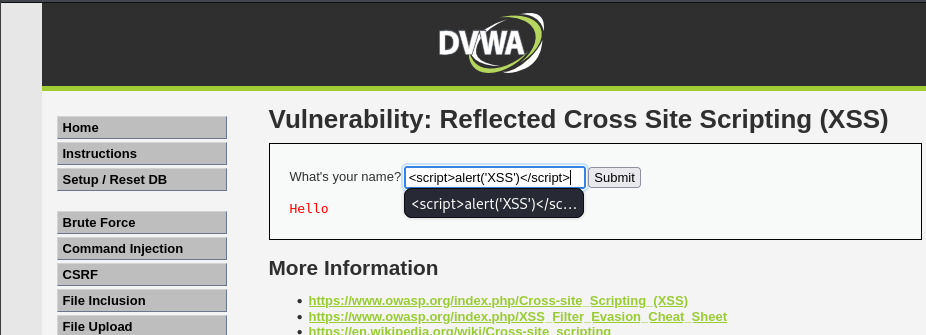 DVWA
Home
Instructions
Setup / Reset DB
Brute Force
Command Injection
CSRF
File Inclusion
File Upload
Vulnerability: Reflected Cross Site Scripting (XSS)
What's your name? <script>alert('XSS')</script> Submit
<script>alert('XSS')</sc...
Hello
More Information
https://www.owasp.org/index.php/Cross-site_Scripting_(XSS)
https://www.owasp.org/index.php/XSS_Filter_Evasion_Cheat_Sheet
https://en.wikipedia.org/wiki/Cross-site_scripting